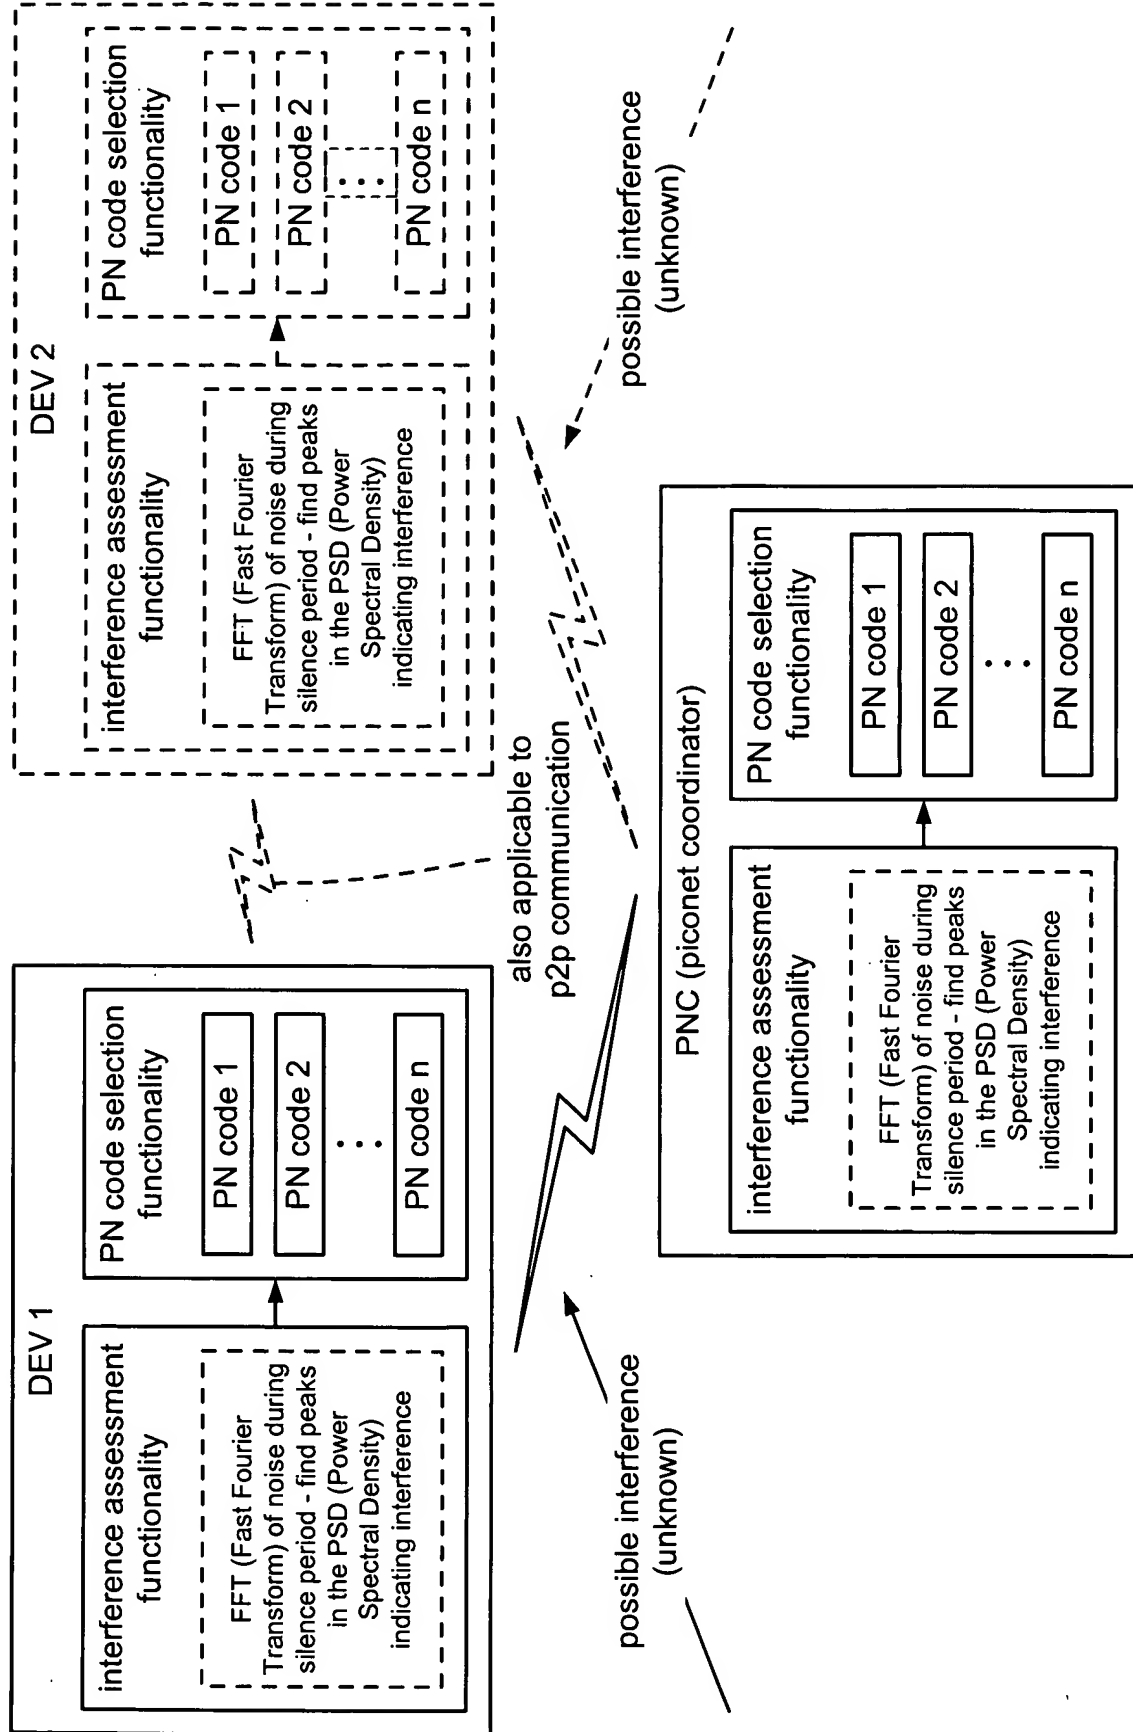 DEV 1
interference assessment
functionality
FFT (Fast Fourier
Transform) of noise during
silence period - find peaks
in the PSD (Power
Spectral Density)
indicating interference
PN code selection
functionality
PN code 1
PN code 2
...
PN code n
DEV 2
interference assessment
functionality
FFT (Fast Fourier
Transform) of noise during
silence period - find peaks
in the PSD (Power
Spectral Density)
indicating interference
PN code selection
functionality
PN code 1
PN code 2
...
PN code n
also applicable to
p2p communication
possible interference
(unknown)
possible interference
(unknown)
PNC (piconet coordinator)
interference assessment
functionality
FFT (Fast Fourier
Transform) of noise during
silence period - find peaks
in the PSD (Power
Spectral Density)
indicating interference
PN code selection
functionality
PN code 1
PN code 2
...
PN code n